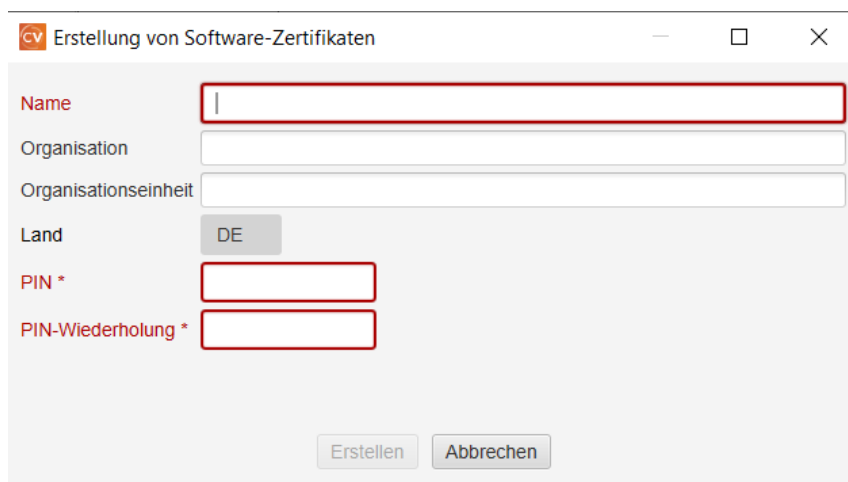 CV Erstellung von Software-Zertifikaten
Name
Organisation
Organisationseinheit
Land DE
PIN *
PIN-Wiederholung *
Erstellen Abbrechen